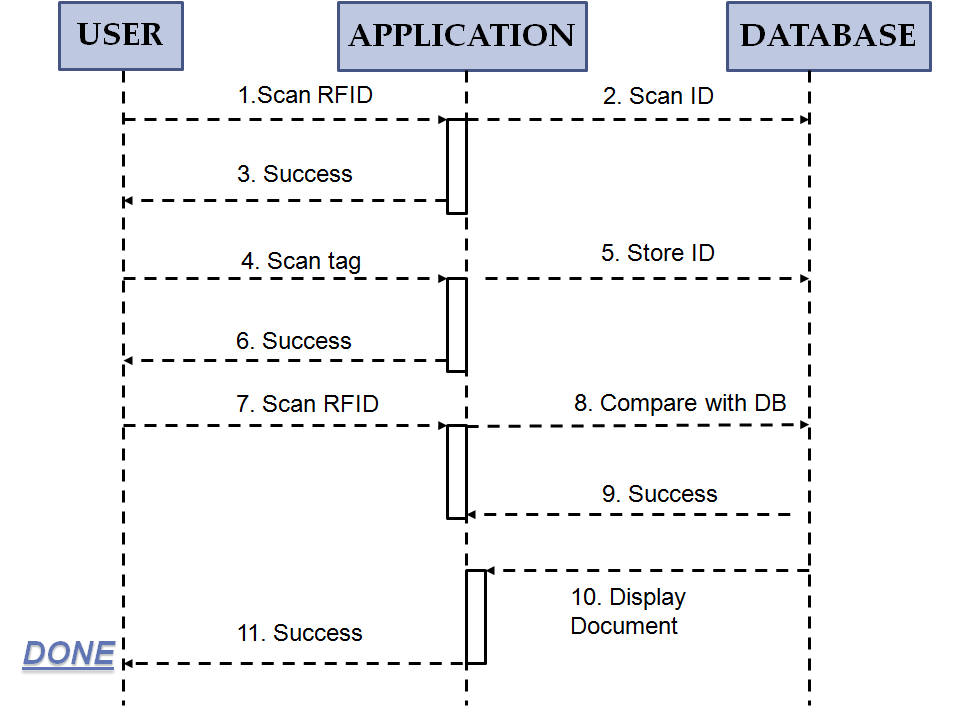 USER
APPLICATION
DATABASE
1.Scan RFID
2. Scan ID
3. Success
4. Scan tag
5. Store ID
6. Success
7. Scan RFID
8. Compare with DB
9. Success
10. Display
Document
11. Success
DONE